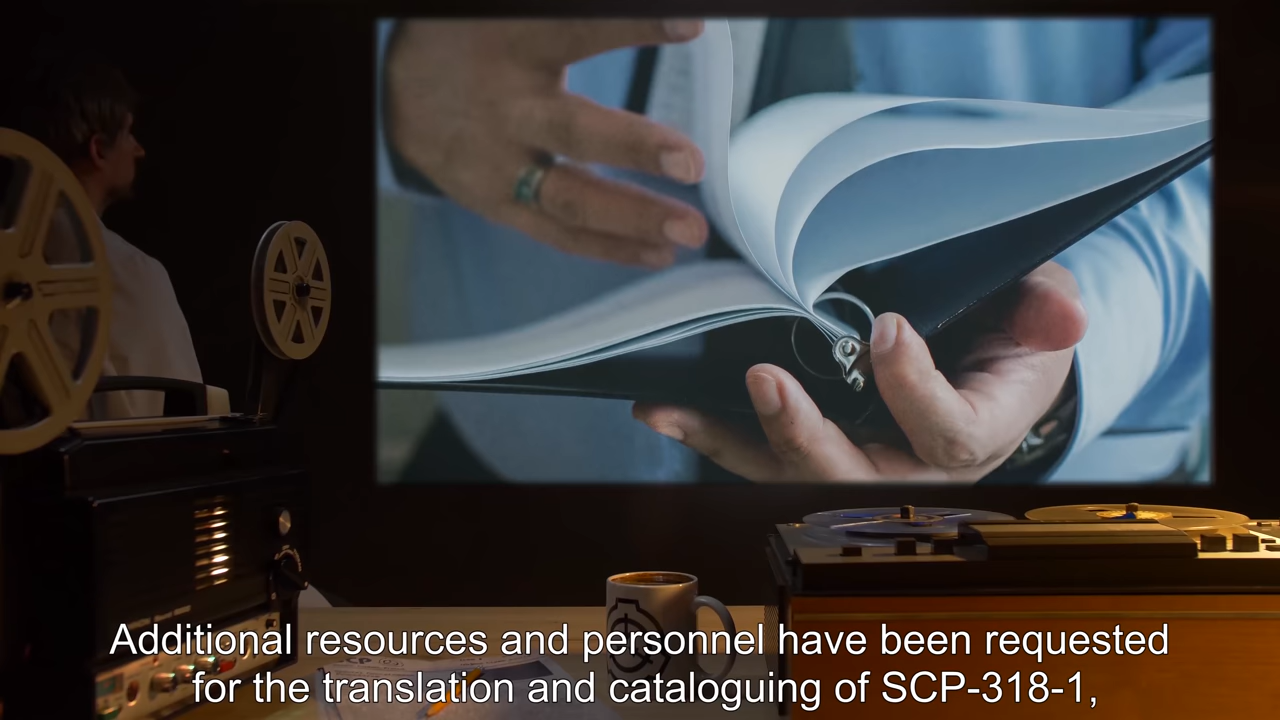 Additional resources and personnel have been requested
for the translation and cataloguing of SCP-318-1,